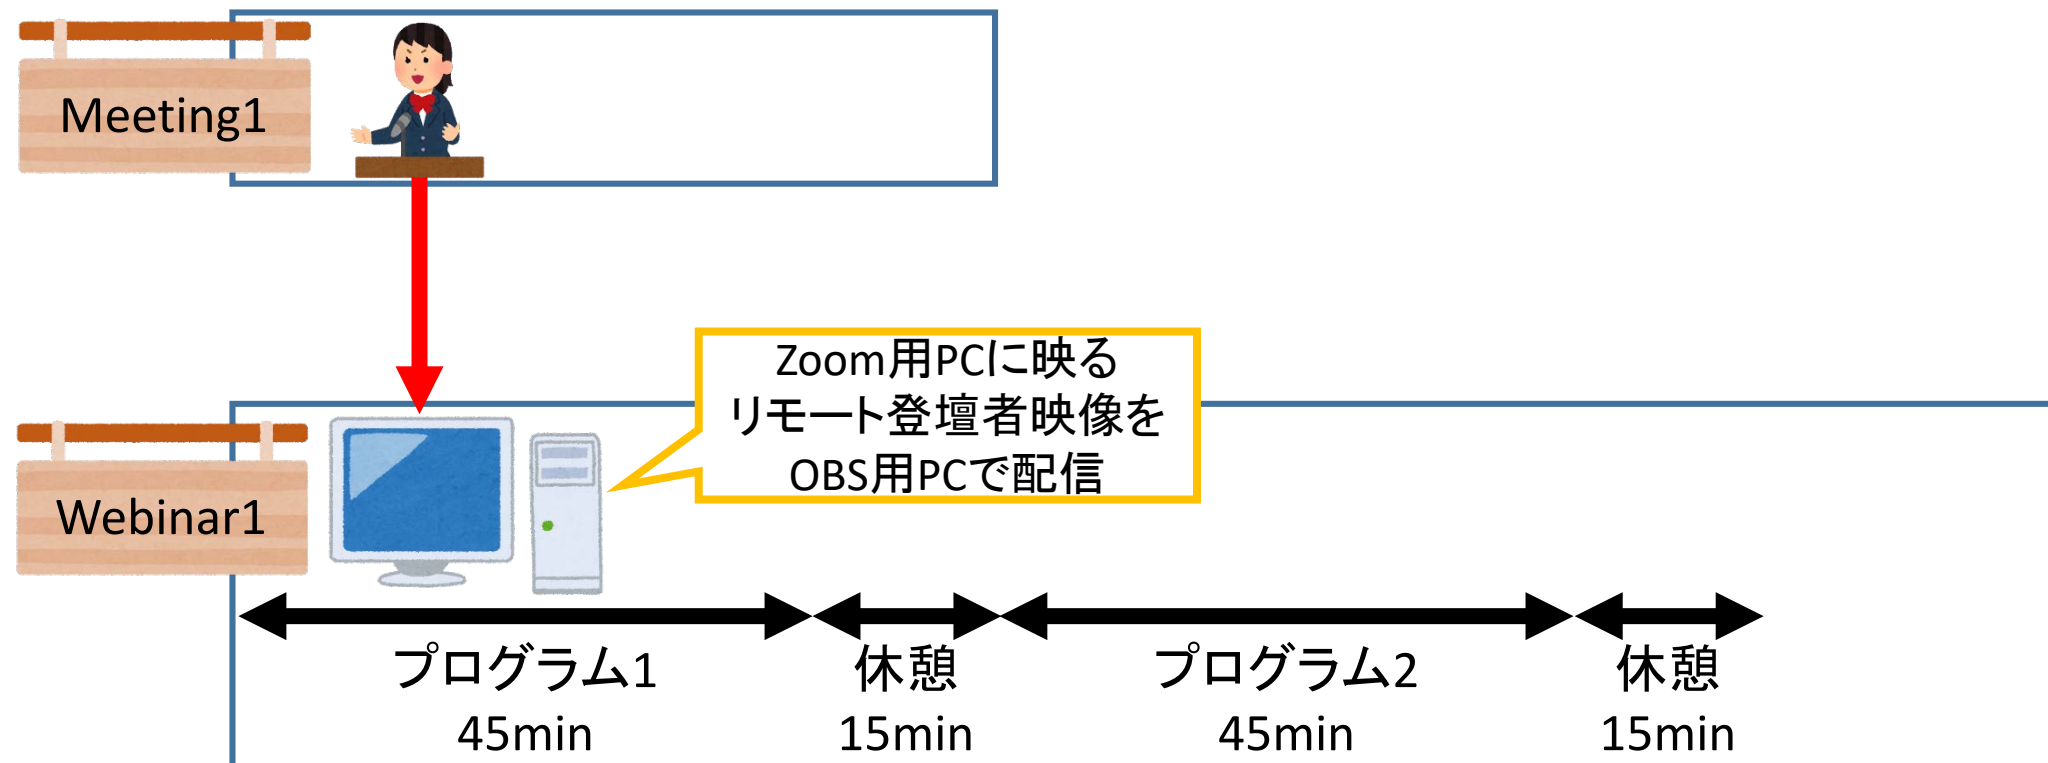 Meeting1
Zoom用PCに映る
リモート登壇者映像を
OBS用PCで配信
Webinar1
プログラム1
45min
休憩
15min
プログラム2
45min
休憩
15min